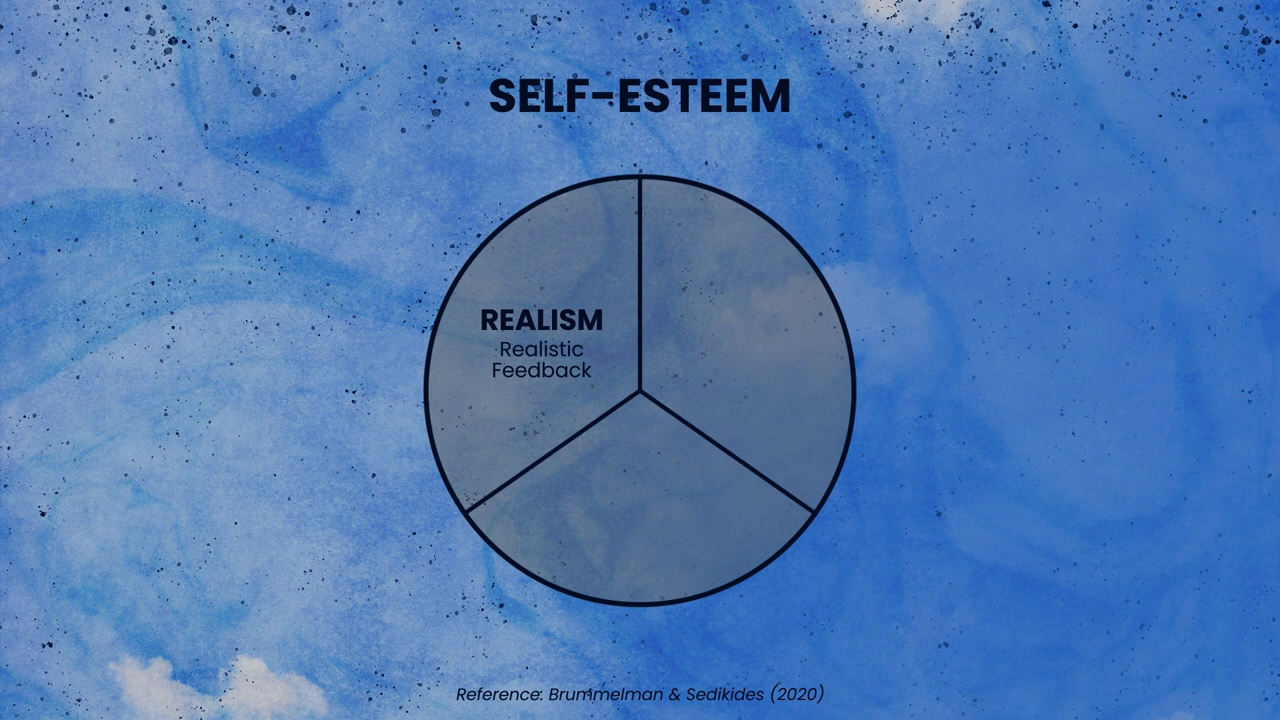 SELF-ESTEEM
REALISM
Realistic
Feedback
Reference: Brummelman & Sedikides (2020)